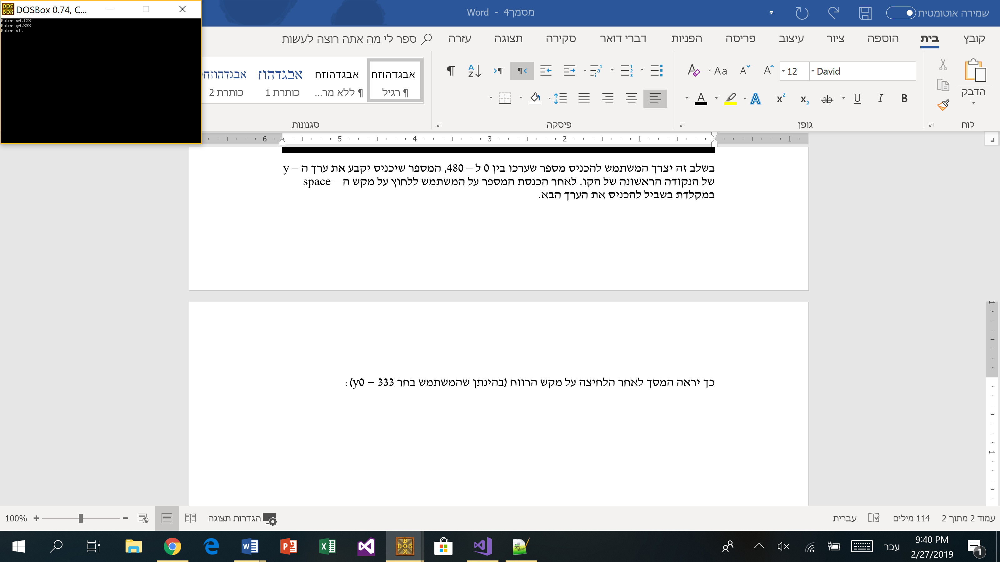 DOSBox 0.74, C...
Enter x0:123
Enter y0:333
Enter x1:
שמירה אוטומטית
מסמך4 - Word
קובץ
בית
הוספה
ציור
עיצוב
פריסה
הפניות
דברי דואר
סקירה
תצוגה
עזרה
ספר לי מה אתה רוצה לעשות
הדבק
לוח
David
12
גופן
פיסקה
אבגדהוזח
¶ רגיל
אבגדהוזח
¶ ללא מר...
אבגדהוז
כותרת 1
אבגדהוזח
כותרת 2
סגנונות
6 5 4 3 2 1 1
בשלב זה יצרך המשתמש להכניס מספר שערכו בין 0 ל – 480, המספר שיכניס יקבע את ערך ה – y
של הנקודה הראשונה של הקו. לאחר הכנסת המספר על המשתמש ללחוץ על מקש ה – space
במקלדת בשביל להכניס את הערך הבא.
כך יראה המסך לאחר הלחיצה על מקש הרווח (בהינתן שהמשתמש בחר y0 = 333) :
עמוד 2 מתוך 2
114 מילים
עברית
הגדרות תצוגה
100%
עבר
9:40 PM
2/27/2019
1